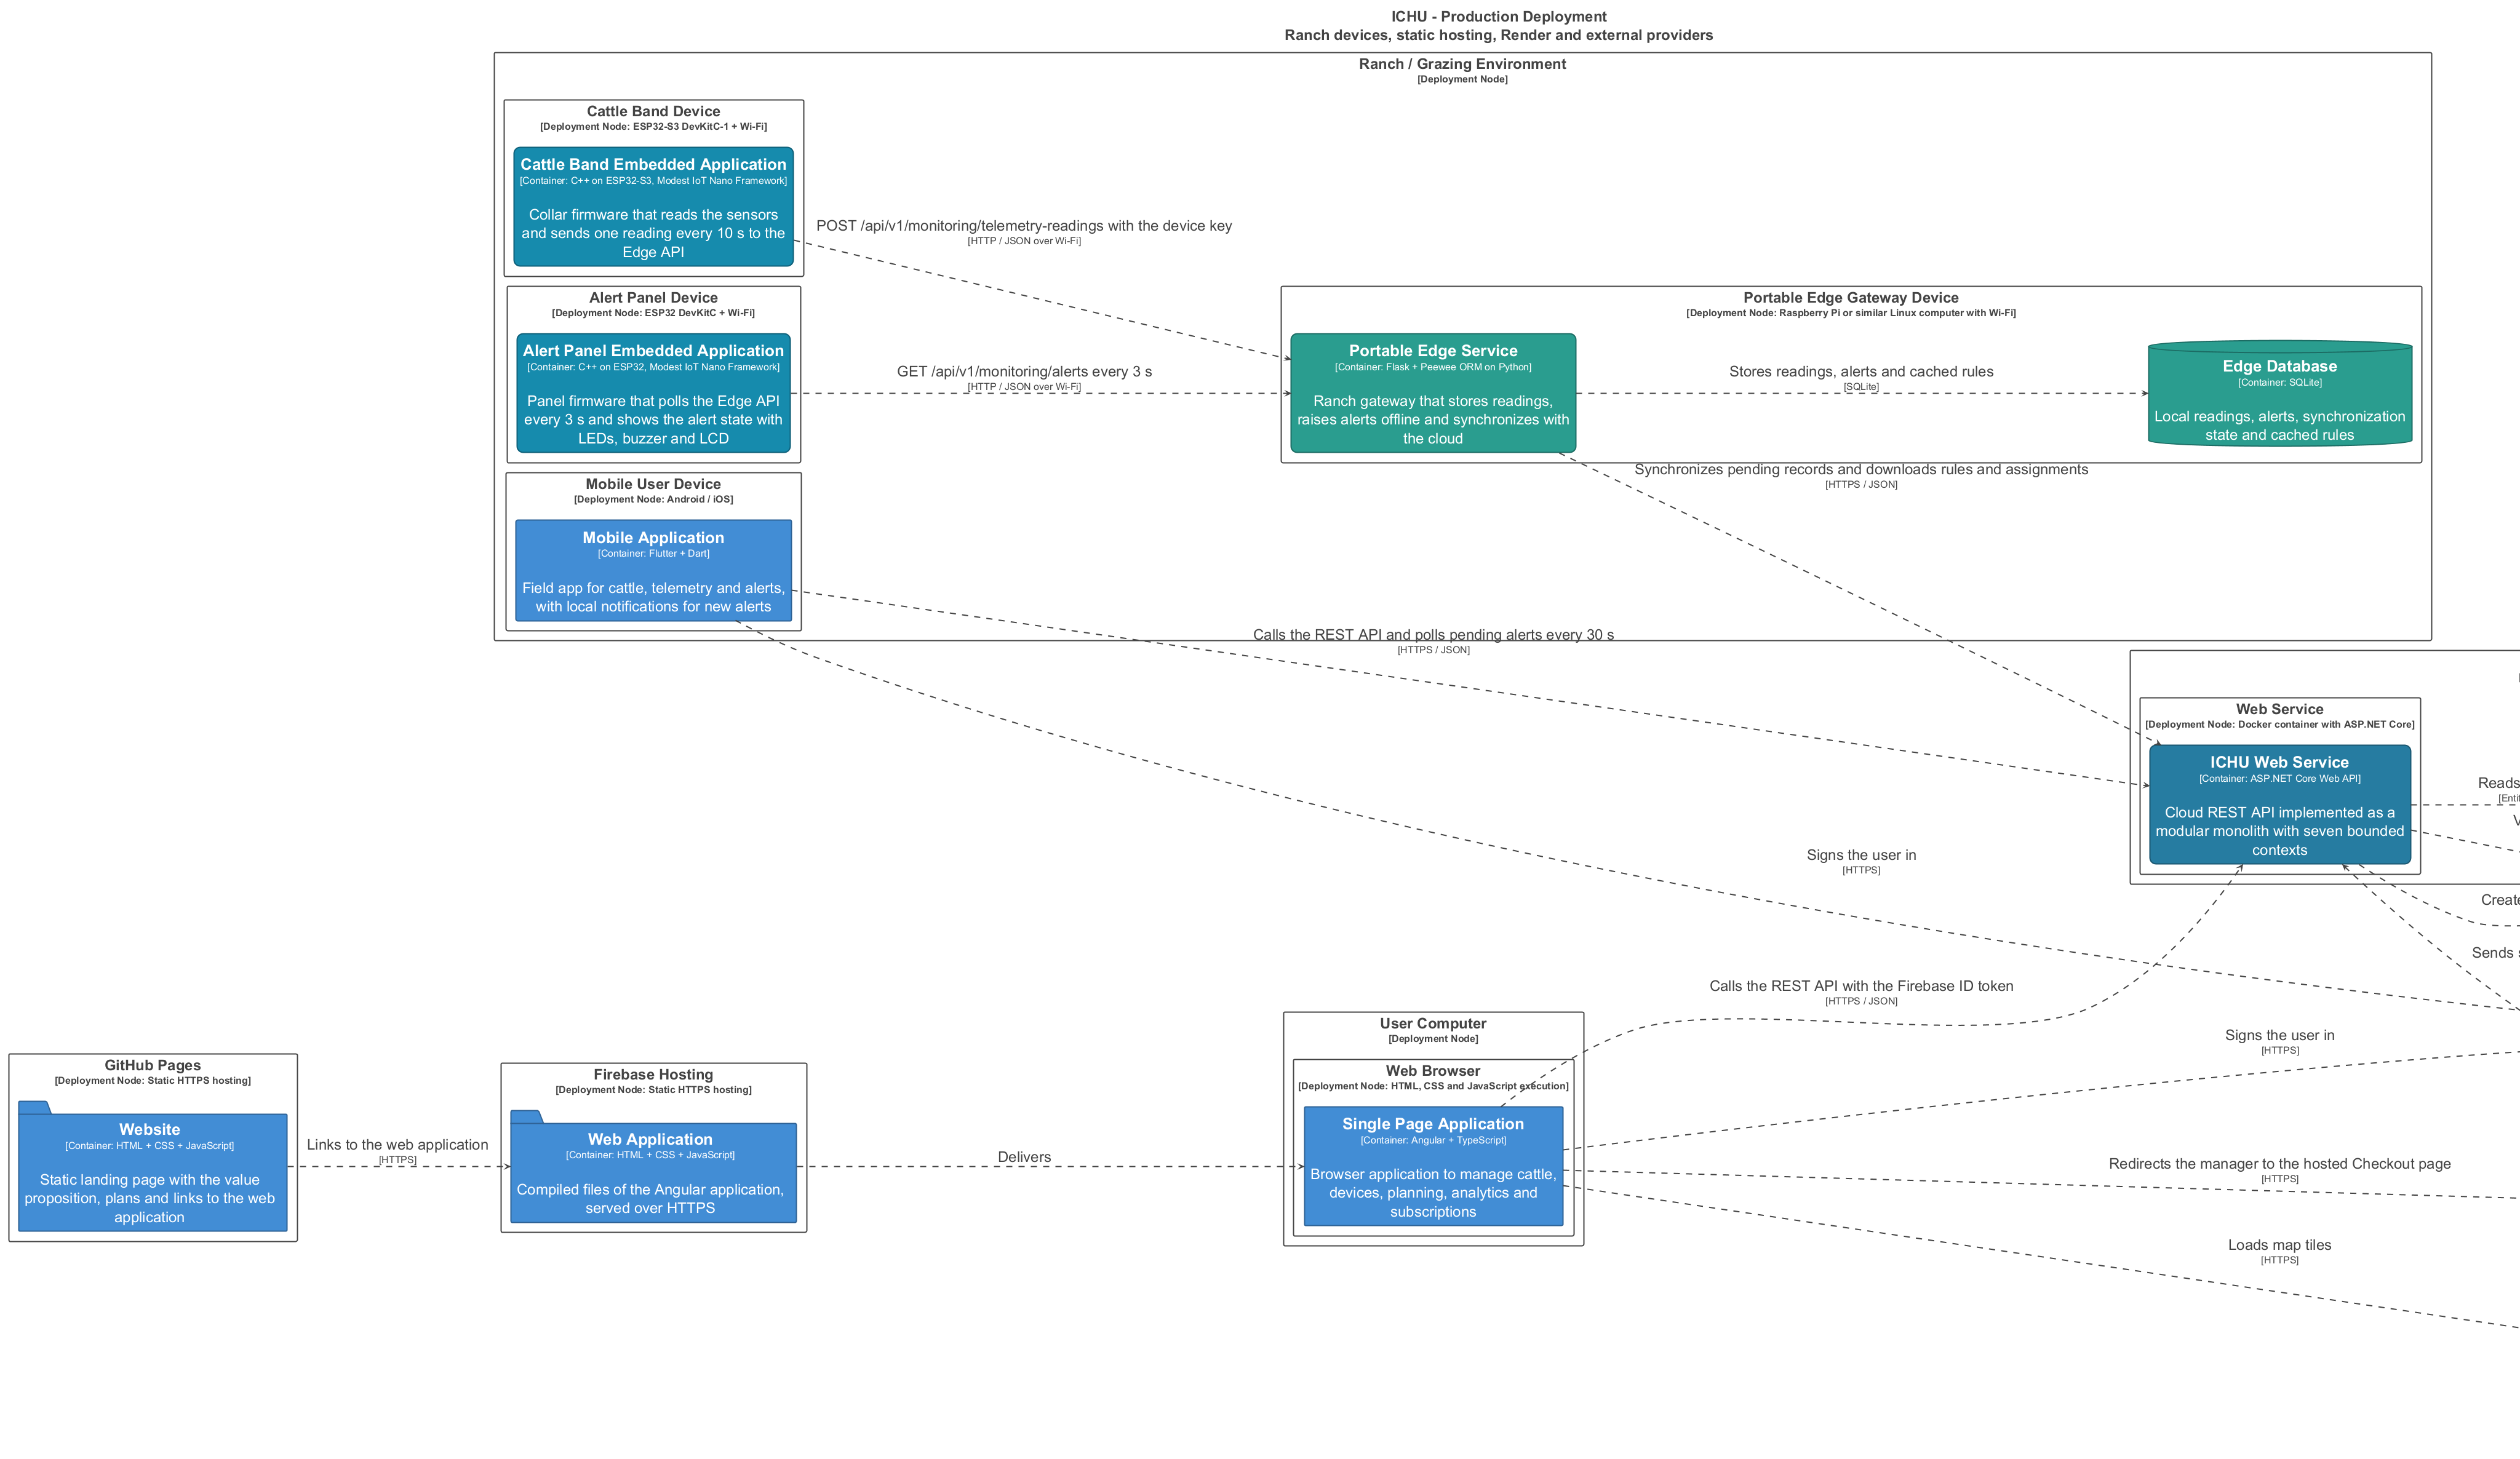 ICHU - Production Deployment
Ranch devices, static hosting, Render and external providers
Ranch / Grazing Environment
[Deployment Node]
Cattle Band Device
[Deployment Node: ESP32-S3 DevKitC-1 + Wi-Fi]
Cattle Band Embedded Application
[Container: C++ on ESP32-S3, Modest IoT Nano Framework]
Collar firmware that reads the sensors
and sends one reading every 10 s to the
Edge API
POST /api/v1/monitoring/telemetry-readings with the device key
[HTTP / JSON over Wi-Fi]
Alert Panel Device
[Deployment Node: ESP32 DevKitC + Wi-Fi]
Alert Panel Embedded Application
[Container: C++ on ESP32, Modest IoT Nano Framework]
Panel firmware that polls the Edge API
every 3 s and shows the alert state with
LEDs, buzzer and LCD
GET /api/v1/monitoring/alerts every 3 s
[HTTP / JSON over Wi-Fi]
Portable Edge Gateway Device
[Deployment Node: Raspberry Pi or similar Linux computer with Wi-Fi]
Portable Edge Service
[Container: Flask + Peewee ORM on Python]
Ranch gateway that stores readings,
raises alerts offline and synchronizes with
the cloud
Stores readings, alerts and cached rules
[SQLite]
Edge Database
[Container: SQLite]
Local readings, alerts, synchronization
state and cached rules
Synchronizes pending records and downloads rules and assignments
[HTTPS / JSON]
Mobile User Device
[Deployment Node: Android / iOS]
Mobile Application
[Container: Flutter + Dart]
Field app for cattle, telemetry and alerts,
with local notifications for new alerts
Calls the REST API and polls pending alerts every 30 s
[HTTPS / JSON]
Web Service
[Deployment Node: Docker container with ASP.NET Core]
ICHU Web Service
[Container: ASP.NET Core Web API]
Cloud REST API implemented as a
modular monolith with seven bounded
contexts
Reads
[Entit
V
Create
Sends s
Signs the user in
[HTTPS]
Calls the REST API with the Firebase ID token
[HTTPS / JSON]
Signs the user in
[HTTPS]
GitHub Pages
[Deployment Node: Static HTTPS hosting]
Website
[Container: HTML + CSS + JavaScript]
Static landing page with the value
proposition, plans and links to the web
application
Links to the web application
[HTTPS]
Firebase Hosting
[Deployment Node: Static HTTPS hosting]
Web Application
[Container: HTML + CSS + JavaScript]
Compiled files of the Angular application,
served over HTTPS
Delivers
User Computer
[Deployment Node]
Web Browser
[Deployment Node: HTML, CSS and JavaScript execution]
Single Page Application
[Container: Angular + TypeScript]
Browser application to manage cattle,
devices, planning, analytics and
subscriptions
Redirects the manager to the hosted Checkout page
[HTTPS]
Loads map tiles
[HTTPS]